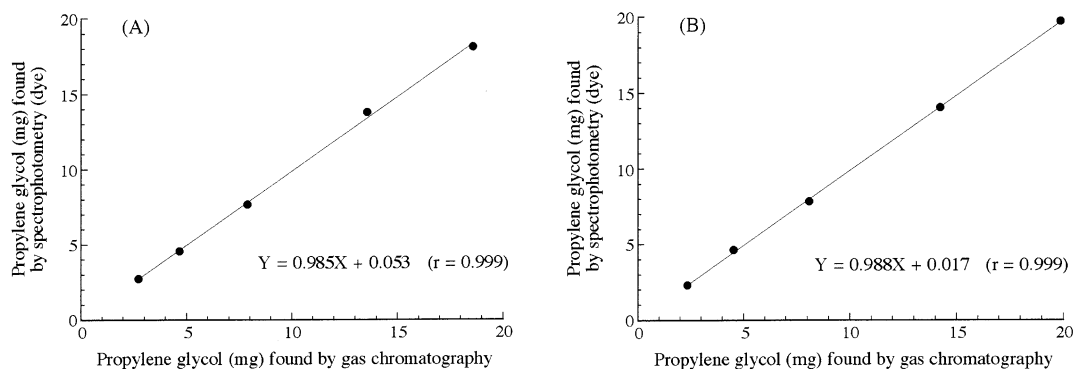 (A)
Propylene glycol (mg) found
by spectrophotometry (dye)
20
15
10
5
0
Y = 0.985X + 0.053 (r = 0.999)
0 5 10 15 20
Propylene glycol (mg) found by gas chromatography
(B)
Propylene glycol (mg) found
by spectrophotometry (dye)
20
15
10
5
0
Y = 0.988X + 0.017 (r = 0.999)
0 5 10 15 20
Propylene glycol (mg) found by gas chromatography